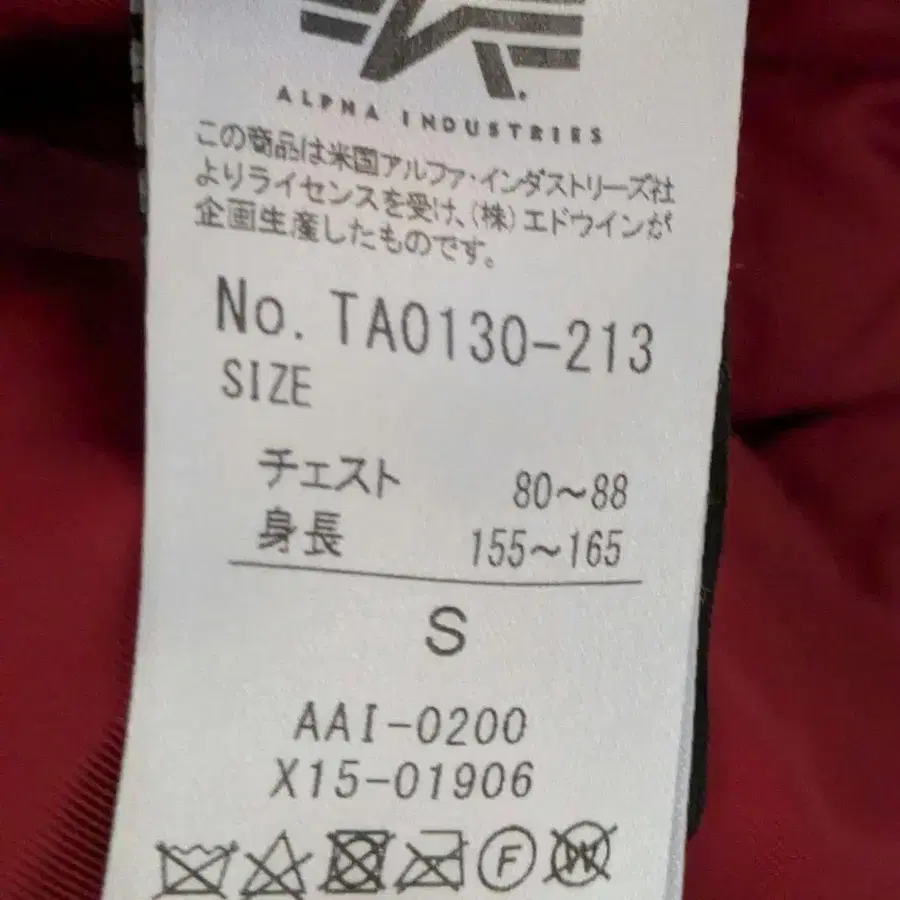 ALPHA INDUSTRIES
この商品は米国アルファ・インダストリーズ社
よりライセンスを受け、(株)エドウインが
企画生産したものです。
No. TA0130-213
SIZE
チェスト 80~88
身長 155~165
S
AAI-0200
X15-01906
F W